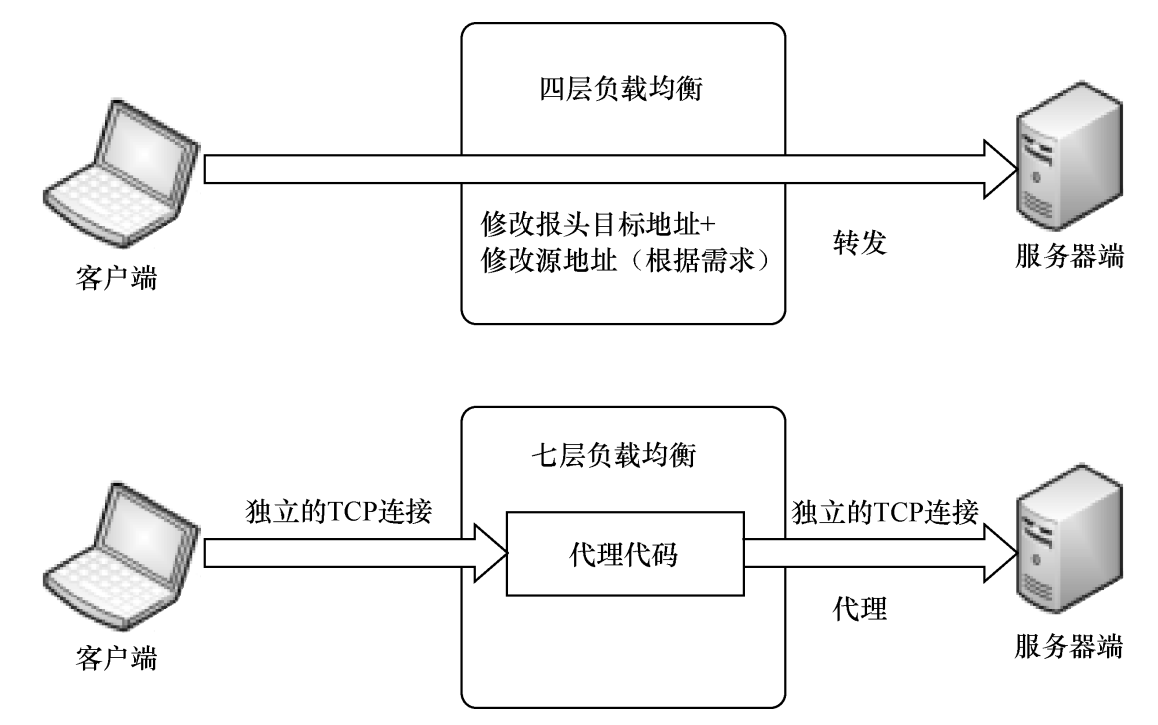 四层负载均衡
修改报头目标地址+
修改源地址（根据需求）
转发
客户端
服务器端
七层负载均衡
独立的TCP连接
独立的TCP连接
代理代码
代理
客户端
服务器端